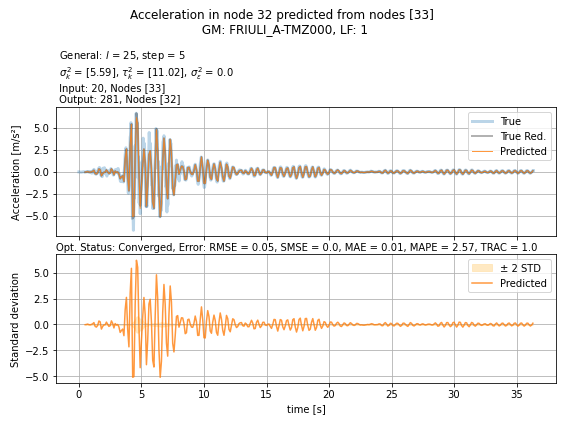 Acceleration in node 32 predicted from nodes [33]
GM: FRIULI_A-TMZ000, LF: 1
General: l = 25, step = 5
σ²ₖ = [5.59], τ²ₖ = [11.02], σ²_ε = 0.0
Input: 20, Nodes [33]
Output: 281, Nodes [32]
Acceleration [m/s²]
5.0
2.5
0.0
−2.5
−5.0
True
True Red.
Predicted
Opt. Status: Converged, Error: RMSE = 0.05, SMSE = 0.0, MAE = 0.01, MAPE = 2.57, TRAC = 1.0
Standard deviation
5.0
2.5
0.0
−2.5
−5.0
± 2 STD
Predicted
0 5 10 15 20 25 30 35
time [s]